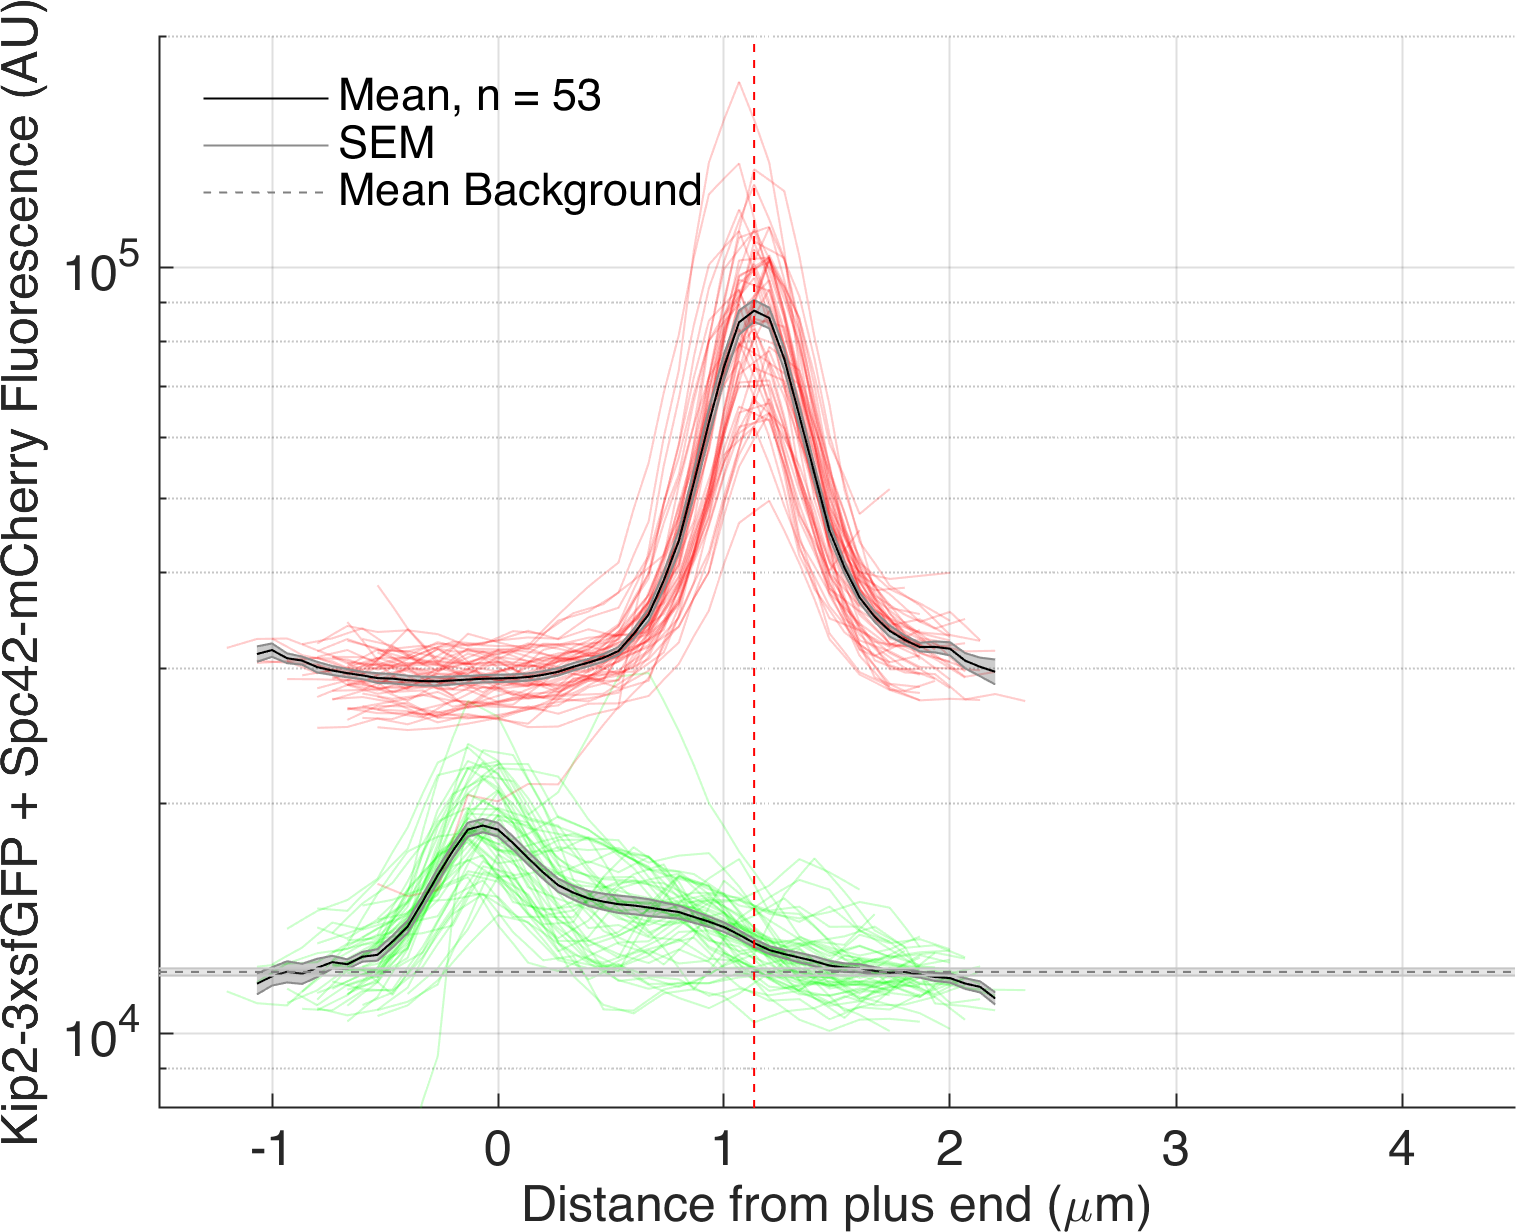 Kip2-3xsfGFP + Spc42-mCherry Fluorescence (AU)
Mean, n = 53
SEM
Mean Background
10^5
10^4
-1 0 1 2 3 4
Distance from plus end (μm)